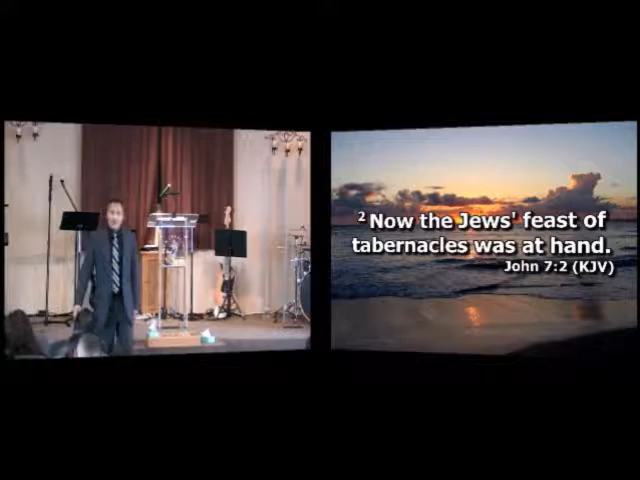 2 Now the Jews' feast of
tabernacles was at hand.
John 7:2 (KJV)